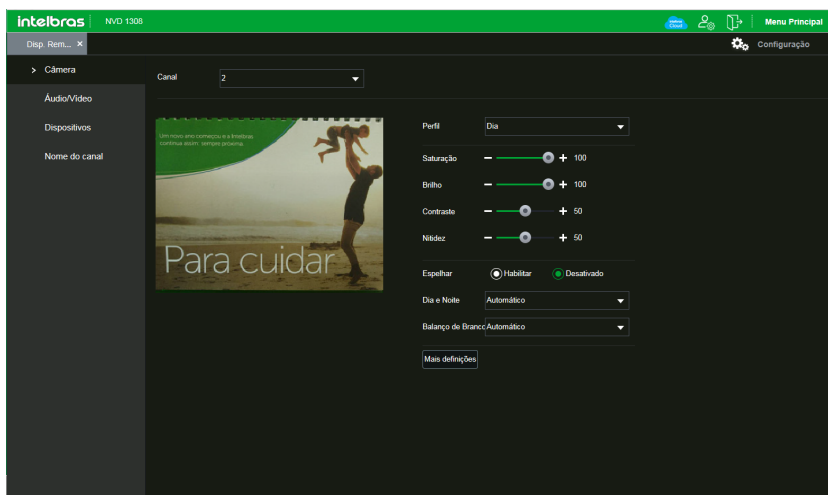 intelbras NVD 1308
Intelbras Cloud
Menu Principal
Disp. Rem... ×
Configuração
> Câmera
Áudio/Vídeo
Dispositivos
Nome do canal
Canal 2
Um novo ano começou e a Intelbras
continua assim: sempre próxima.
Para cuidar
Perfil Dia
Saturação 100
Brilho 100
Contraste 50
Nitidez 50
Espelhar Habilitar Desativado
Dia e Noite Automático
Balanço de Branco Automático
Mais definições